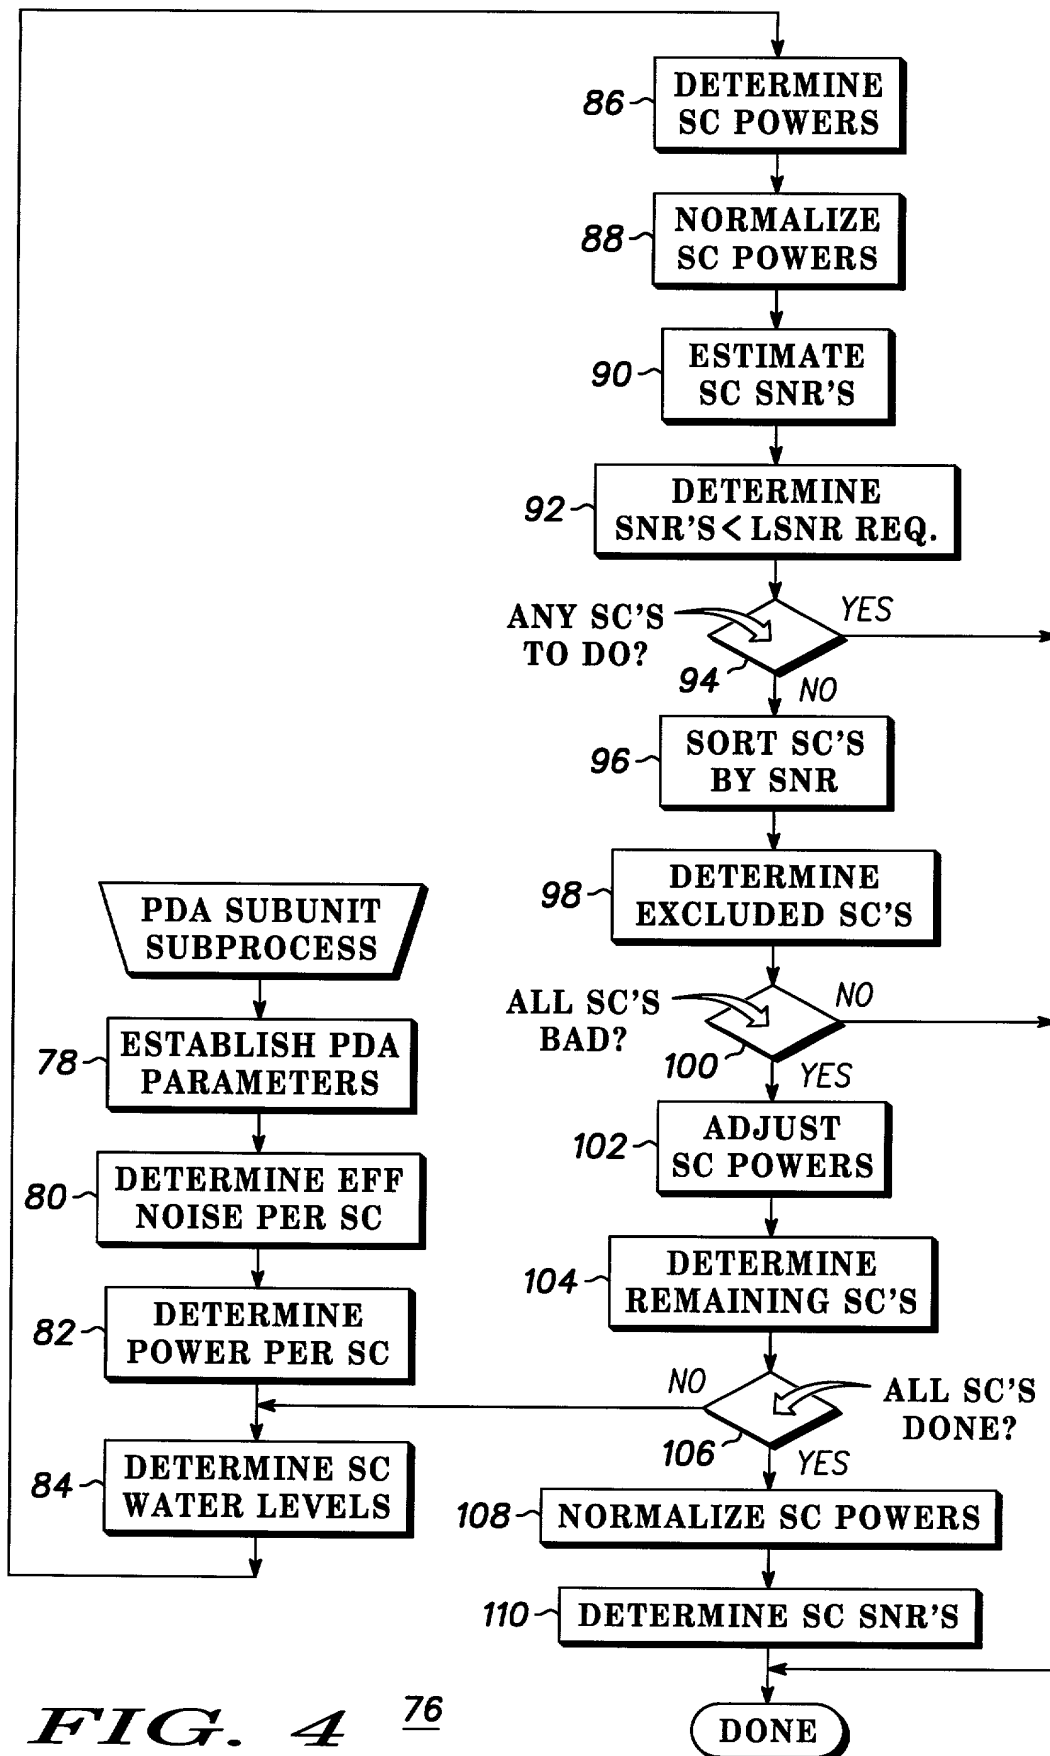 PDA SUBUNIT
SUBPROCESS
78
ESTABLISH PDA
PARAMETERS
80
DETERMINE EFF
NOISE PER SC
82
DETERMINE
POWER PER SC
84
DETERMINE SC
WATER LEVELS
86
DETERMINE
SC POWERS
88
NORMALIZE
SC POWERS
90
ESTIMATE
SC SNR'S
92
DETERMINE
SNR'S < LSNR REQ.
ANY SC'S
TO DO?
YES
94
NO
96
SORT SC'S
BY SNR
98
DETERMINE
EXCLUDED SC'S
ALL SC'S
BAD?
NO
100
YES
102
ADJUST
SC POWERS
104
DETERMINE
REMAINING SC'S
NO
ALL SC'S
DONE?
106
YES
108
NORMALIZE SC POWERS
110
DETERMINE SC SNR'S
DONE
FIG. 4
76